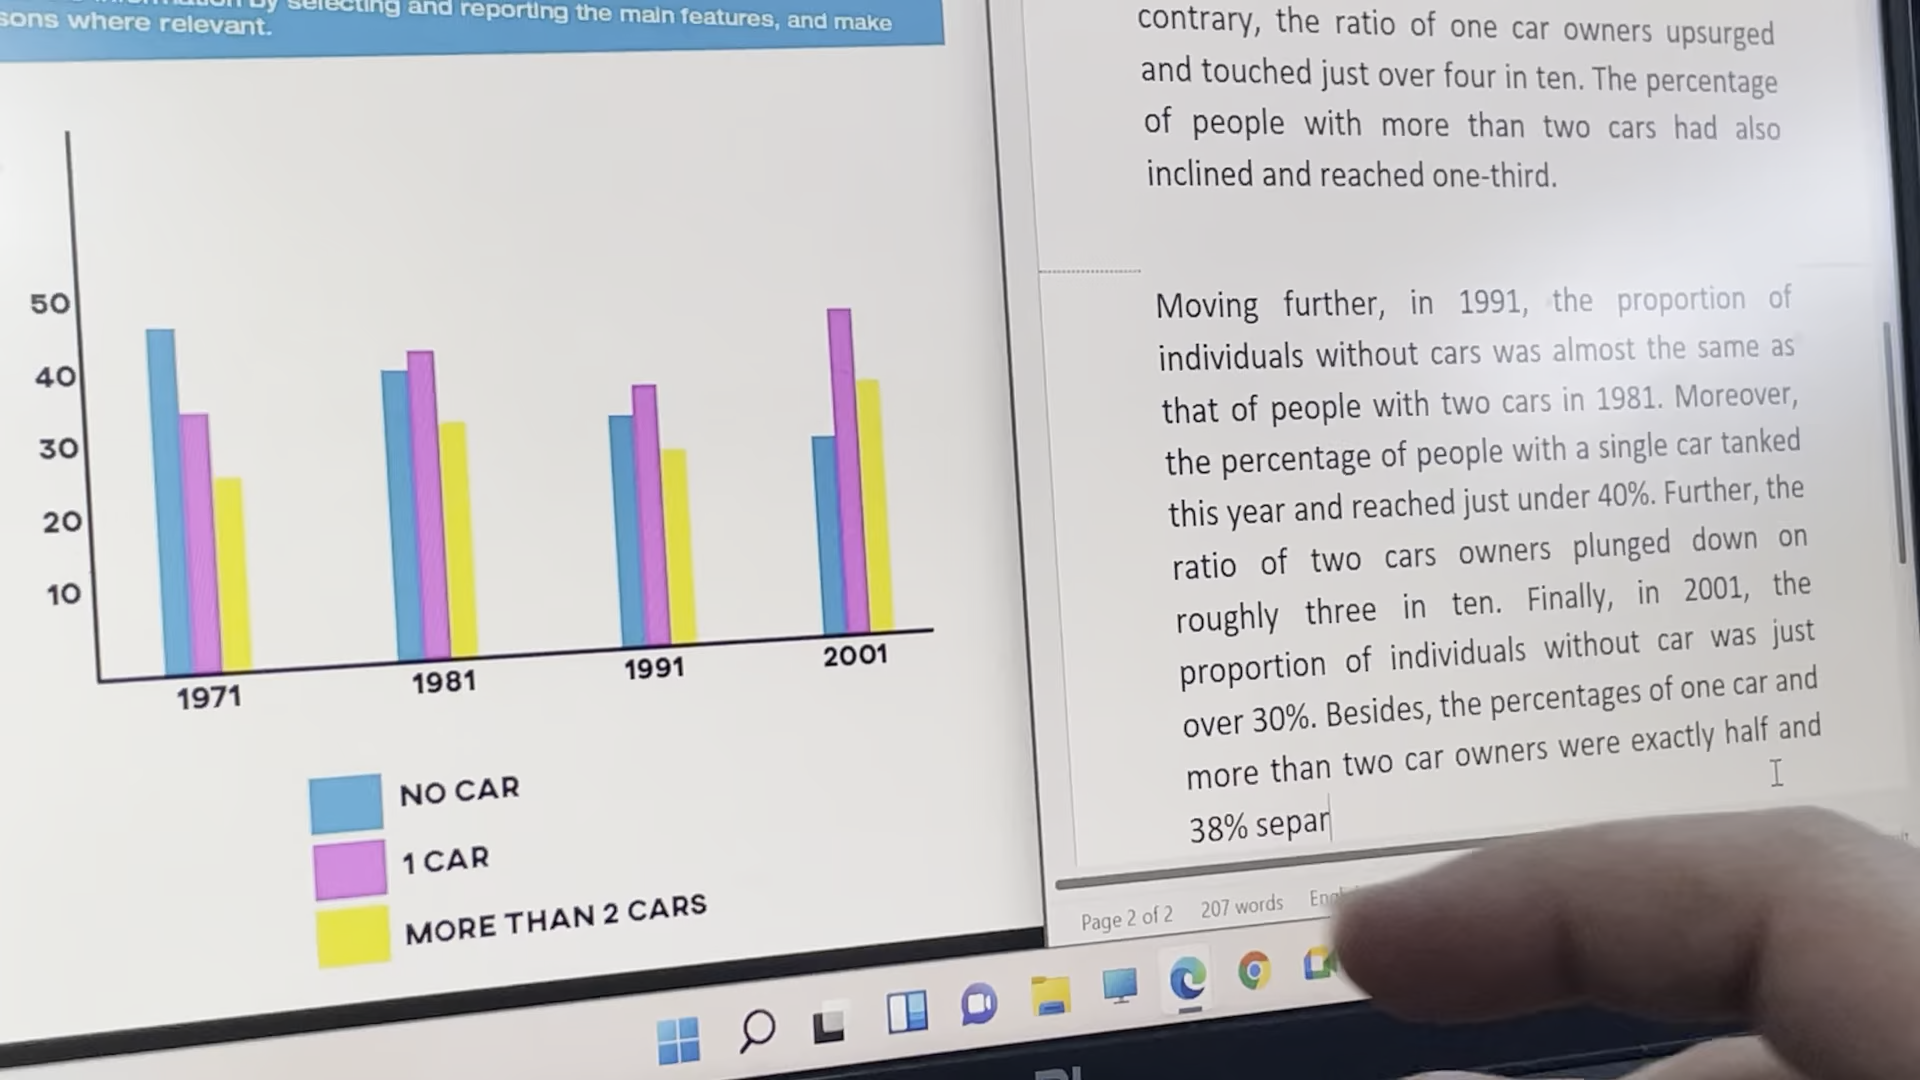 by selecting and reporting the main features, and make
sons where relevant.
50
40
30
20
10
1971
1981
1991
2001
NO CAR
1 CAR
MORE THAN 2 CARS
contrary, the ratio of one car owners upsurged
and touched just over four in ten. The percentage
of people with more than two cars had also
inclined and reached one-third.
Moving further, in 1991, the proportion of
individuals without cars was almost the same as
that of people with two cars in 1981. Moreover,
the percentage of people with a single car tanked
this year and reached just under 40%. Further, the
ratio of two cars owners plunged down on
roughly three in ten. Finally, in 2001, the
proportion of individuals without car was just
over 30%. Besides, the percentages of one car and
more than two car owners were exactly half and
38% separ
Page 2 of 2 207 words